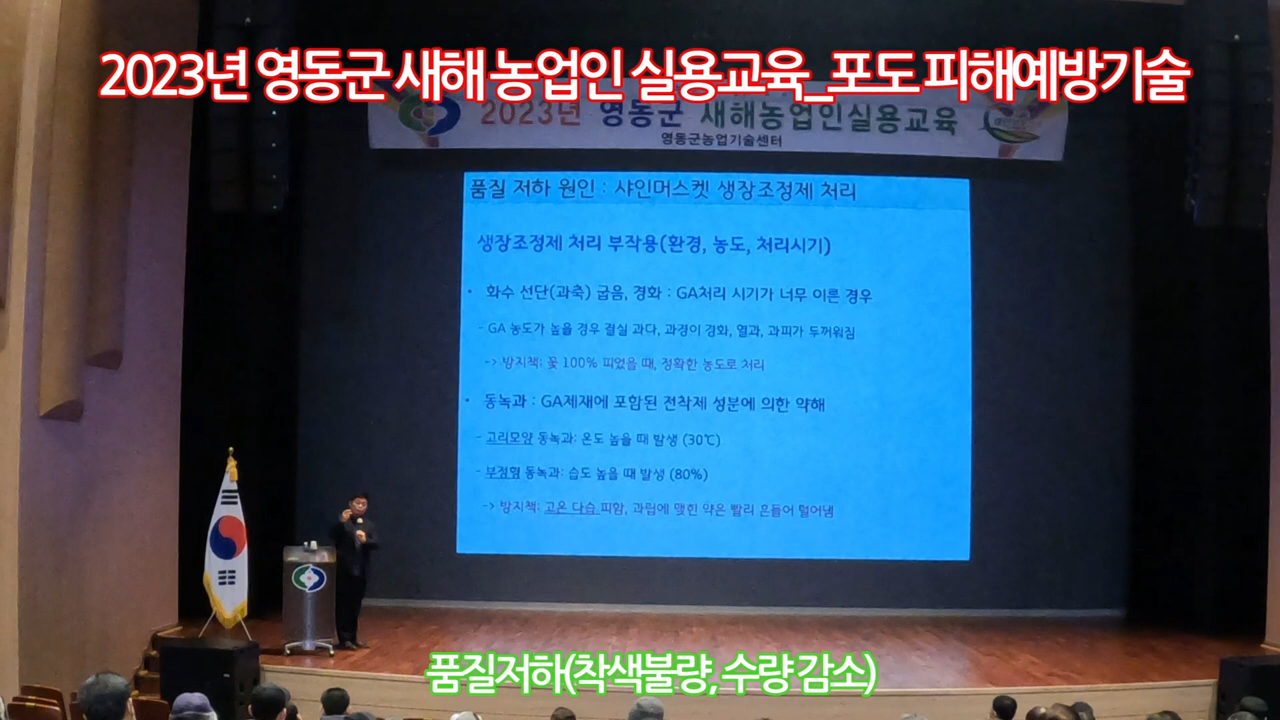 2023년 영동군 새해 농업인 실용교육_포도 피해예방기술
2023년 영동군 새해농업인실용교육
영동군농업기술센터
품질 저하 원인 : 샤인머스켓 생장조정제 처리
생장조정제 처리 부작용(환경, 농도, 처리시기)
• 화수 선단(과축) 굽음, 경화 : GA처리 시기가 너무 이른 경우
- GA 농도가 높을 경우 결실 과다, 과경이 경화, 열과, 과피가 두꺼워짐
-> 방지책: 꽃 100% 피었을 때, 정확한 농도로 처리
• 동녹과 : GA제재에 포함된 전착제 성분에 의한 약해
- 고리모양 동녹과: 온도 높을 때 발생 (30℃)
- 부정형 동녹과: 습도 높을 때 발생 (80%)
-> 방지책: 고온 다습 피함, 과립에 맺힌 약은 빨리 흔들어 털어냄
품질저하(착색불량, 수량 감소)